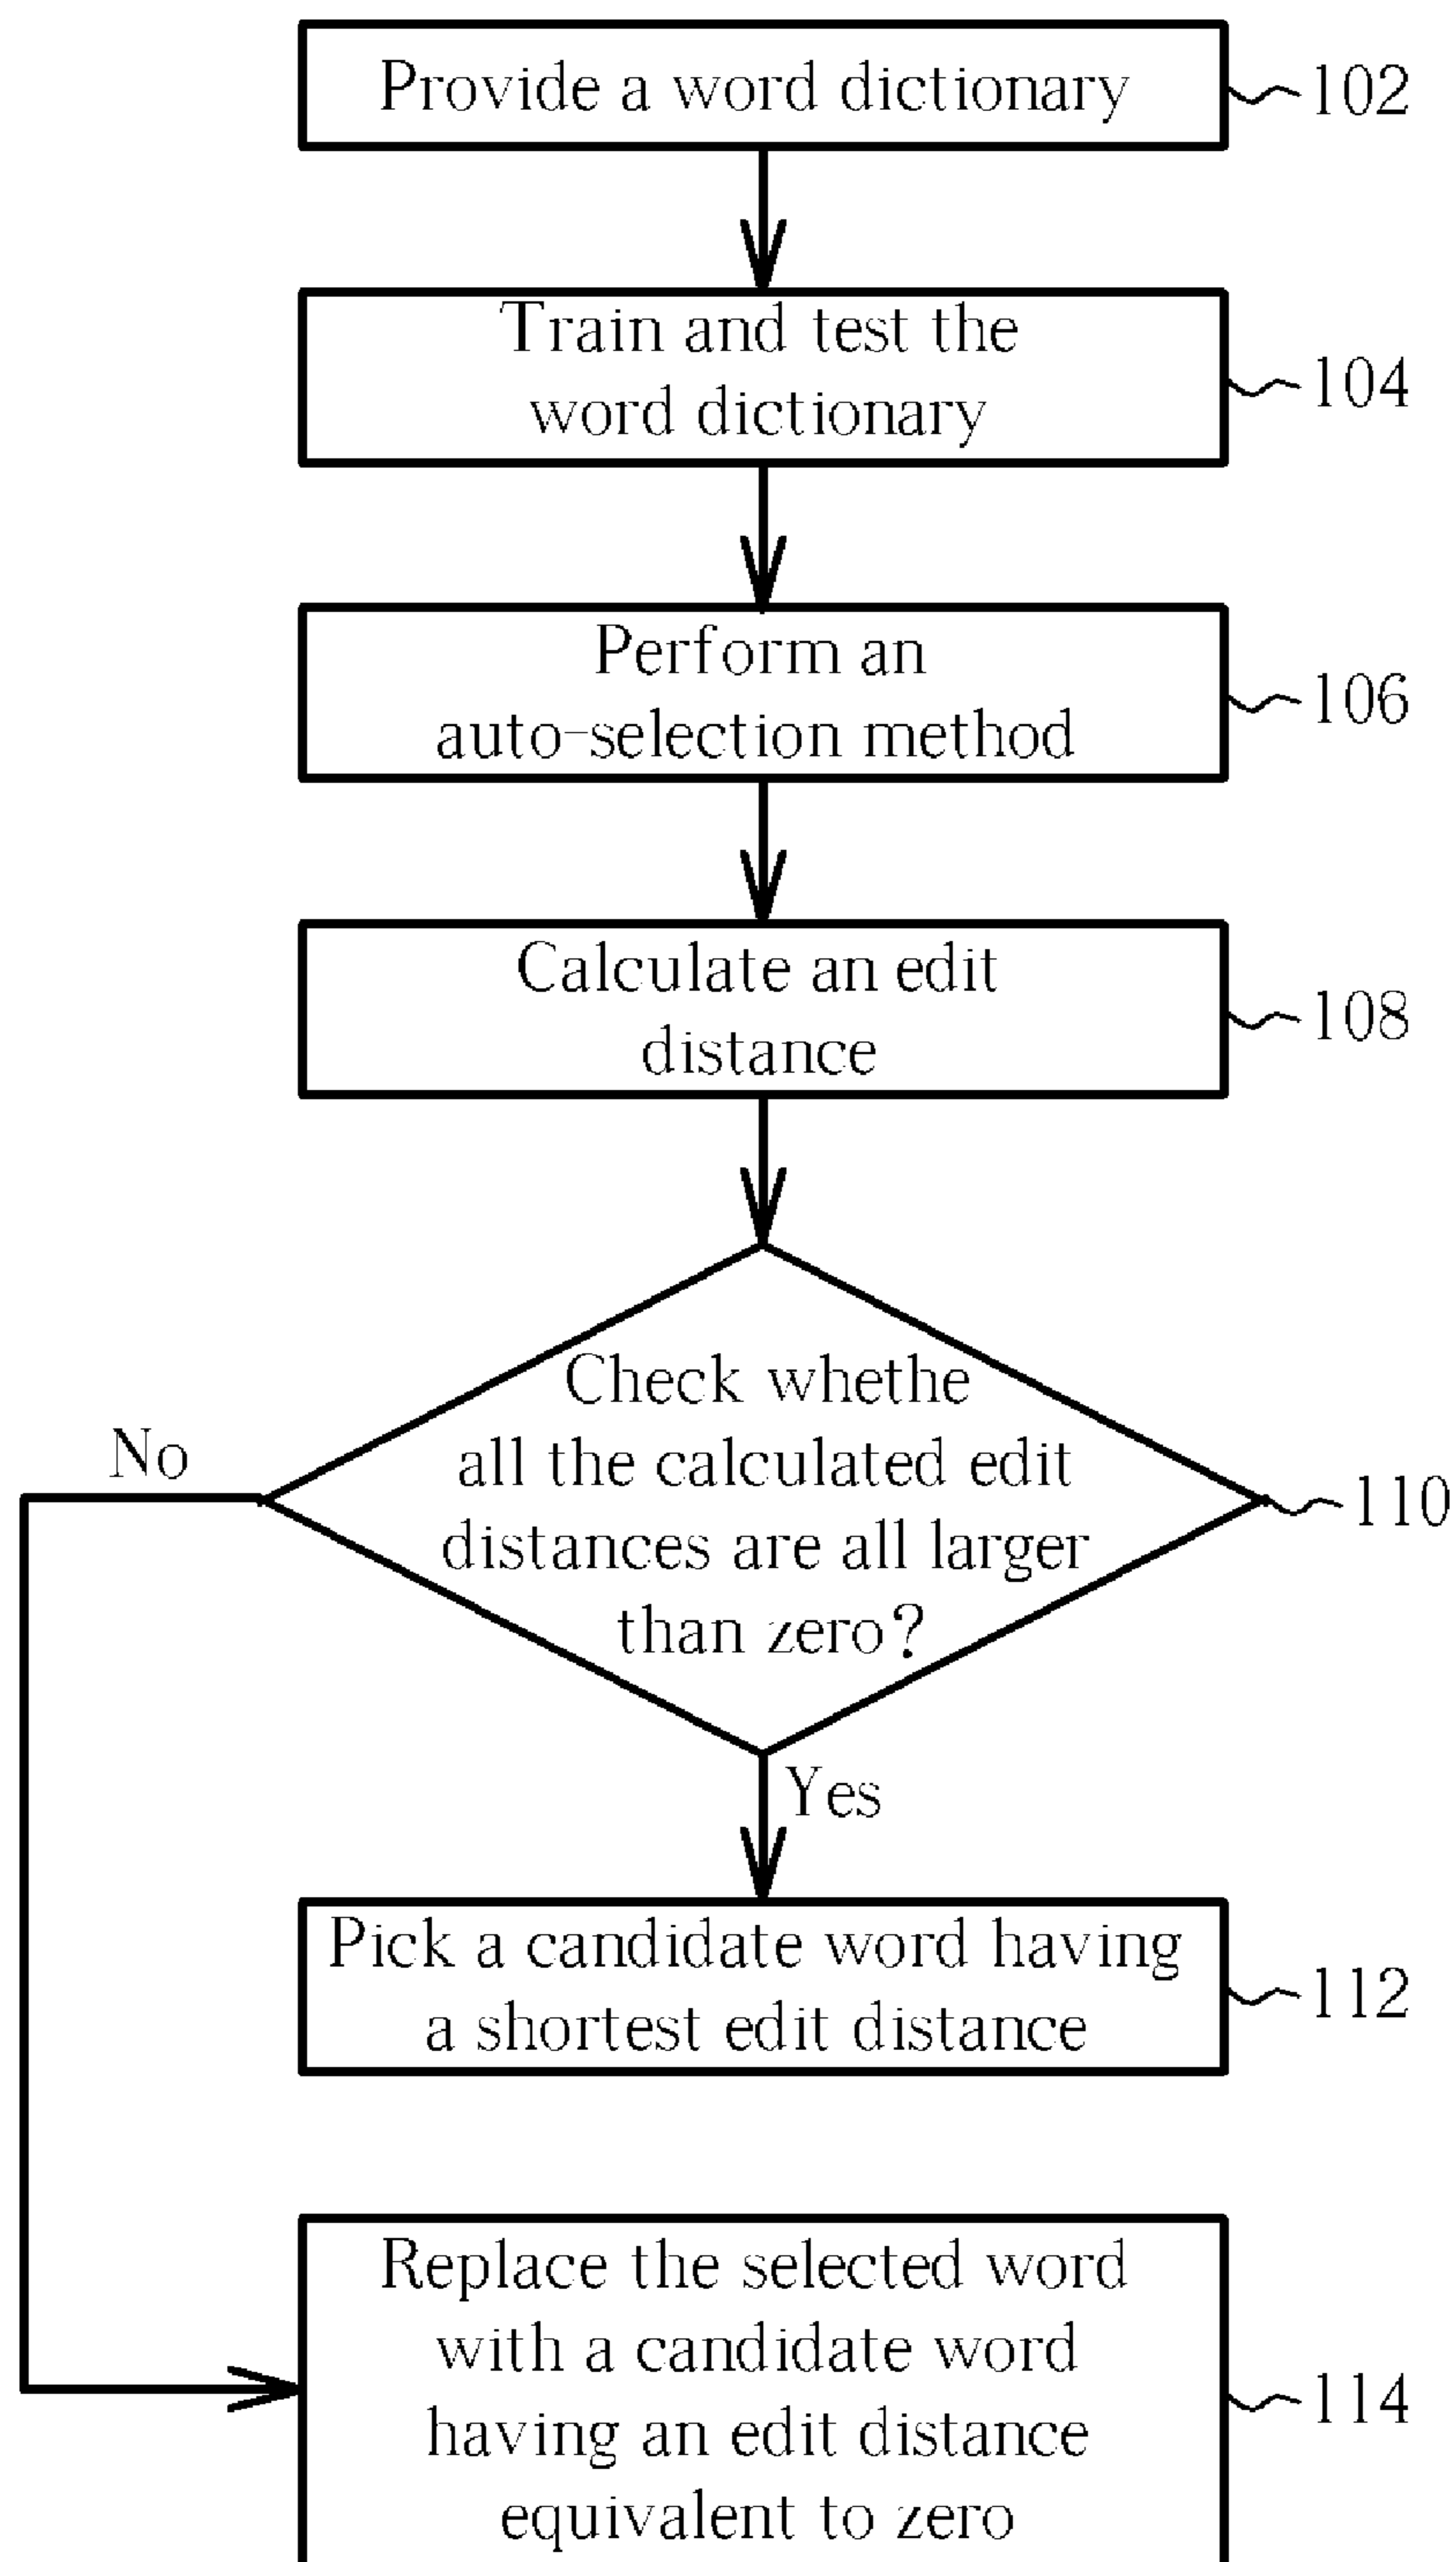 Provide a word dictionary
102
Train and test the
word dictionary
104
Perform an
auto-selection method
106
Calculate an edit
distance
108
Check whethe
all the calculated edit
distances are all larger
than zero?
110
No
Yes
Pick a candidate word having
a shortest edit distance
112
Replace the selected word
with a candidate word
having an edit distance
equivalent to zero
114